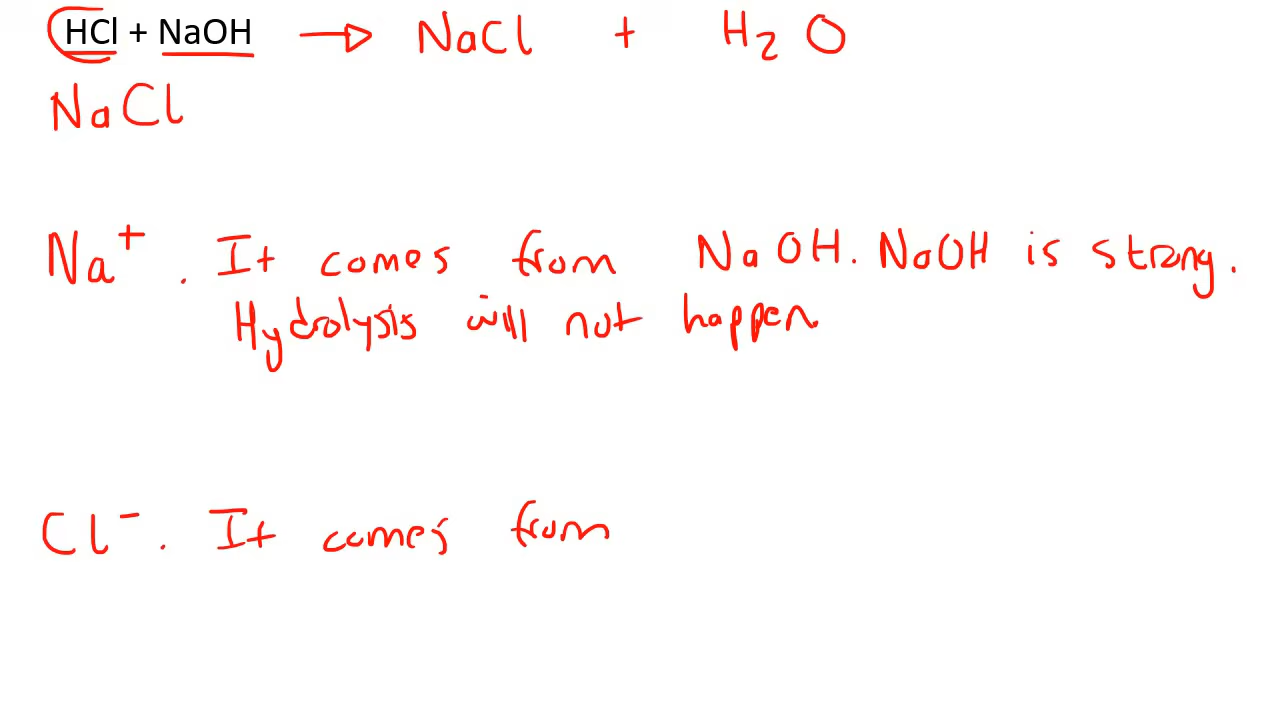 HCl + NaOH → NaCl + H₂O
NaCl
Na⁺. It comes from NaOH. NaOH is strong.
Hydrolysis will not happen
Cl⁻. It comes from